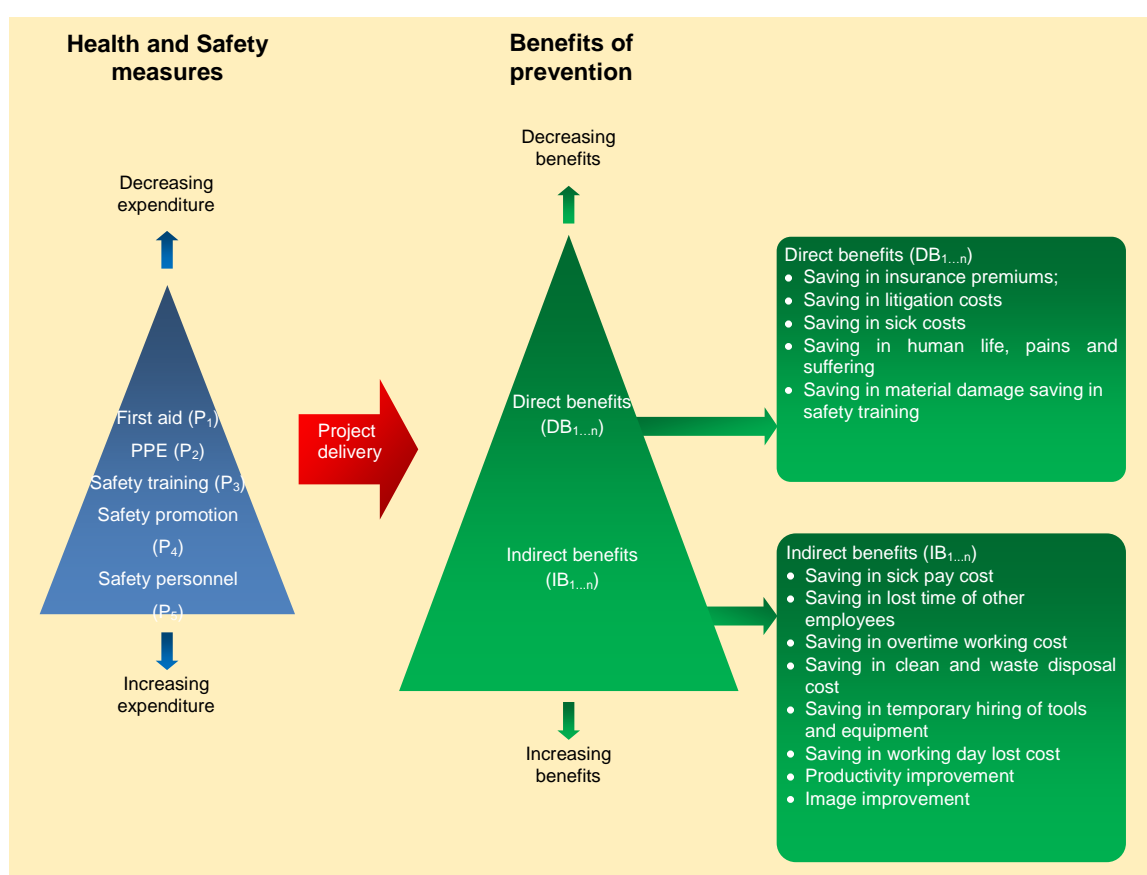 Health and Safety
measures
Benefits of
prevention
Decreasing
expenditure
First aid (P1)
PPE (P2)
Safety training (P3)
Safety promotion
(P4)
Safety personnel
(P5)
Increasing
expenditure
Project
delivery
Decreasing
benefits
Direct benefits
(DB1...n)
Indirect benefits
(IB1...n)
Increasing
benefits
Direct benefits (DB1...n)
• Saving in insurance premiums;
• Saving in litigation costs
• Saving in sick costs
• Saving in human life, pains and
suffering
• Saving in material damage saving in
safety training
Indirect benefits (IB1...n)
• Saving in sick pay cost
• Saving in lost time of other
employees
• Saving in overtime working cost
• Saving in clean and waste disposal
cost
• Saving in temporary hiring of tools
and equipment
• Saving in working day lost cost
• Productivity improvement
• Image improvement